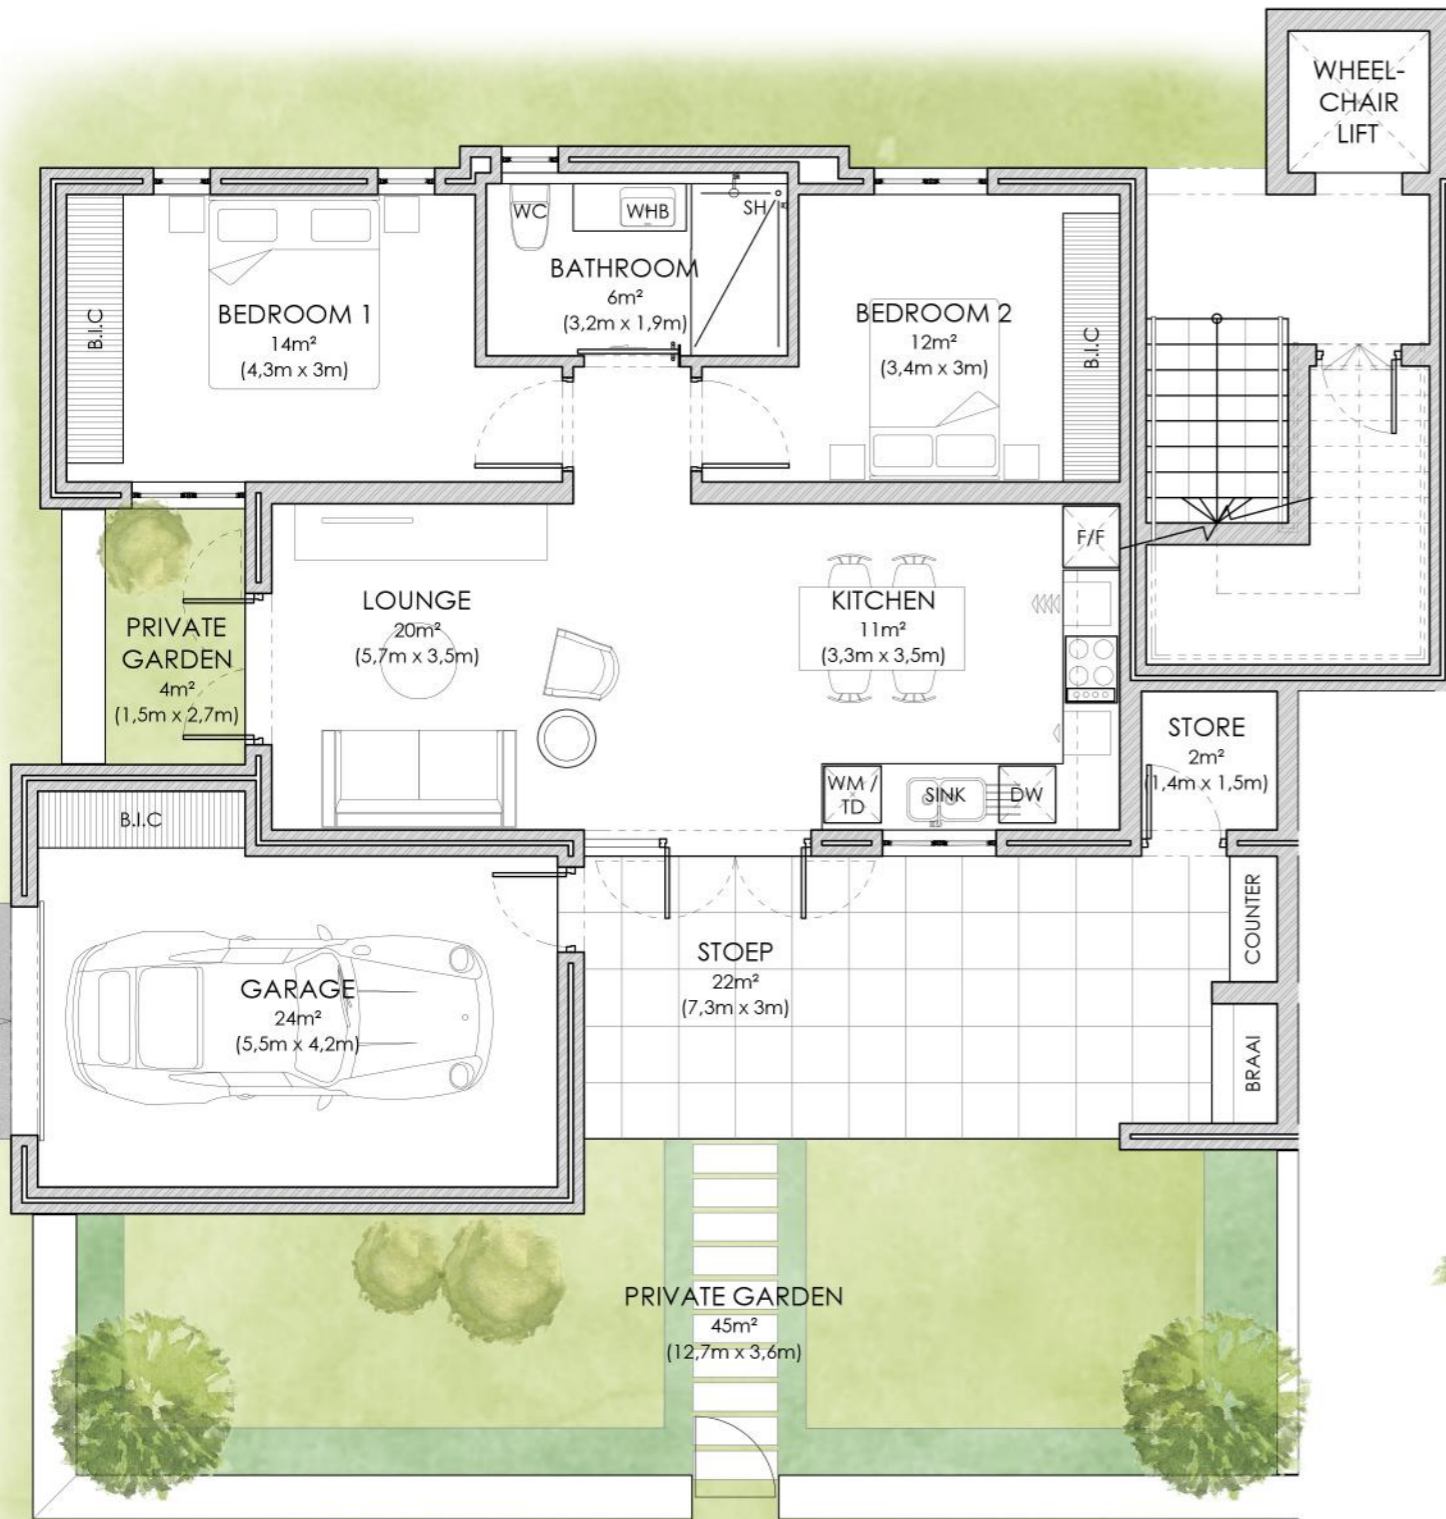 WHEEL-
CHAIR
LIFT
WC
WHB
SH
BATHROOM
6m²
(3,2m x 1,9m)
B.I.C
BEDROOM 1
14m²
(4,3m x 3m)
BEDROOM 2
12m²
(3,4m x 3m)
B.I.C
F/F
LOUNGE
20m²
(5,7m x 3,5m)
KITCHEN
11m²
(3,3m x 3,5m)
PRIVATE
GARDEN
4m²
(1,5m x 2,7m)
STORE
2m²
(1,4m x 1,5m)
WM /
TD
SINK
DW
B.I.C
COUNTER
STOEP
22m²
(7,3m x 3m)
GARAGE
24m²
(5,5m x 4,2m)
BRAAI
PRIVATE GARDEN
45m²
(12,7m x 3,6m)